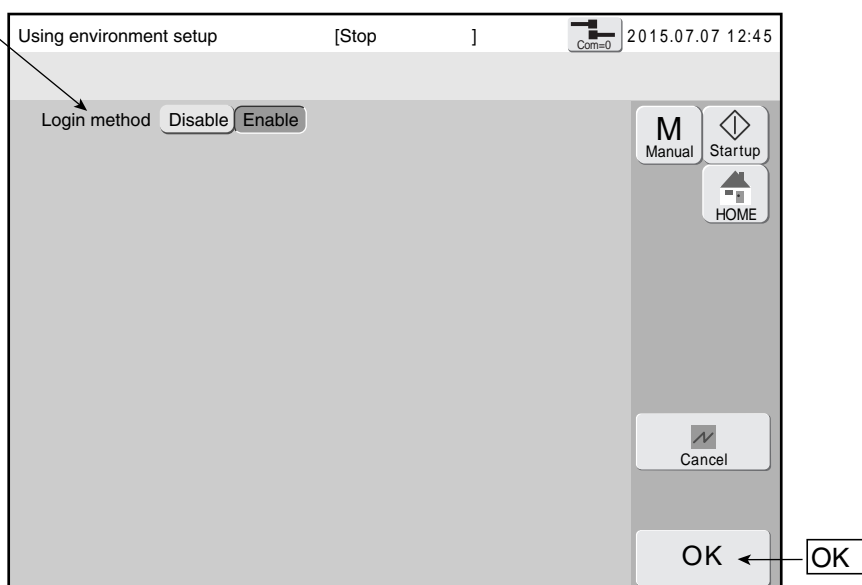 Using environment setup [Stop ] Com=0 2015.07.07 12:45
Login method Disable Enable
M
Manual Startup
HOME
Cancel
OK OK